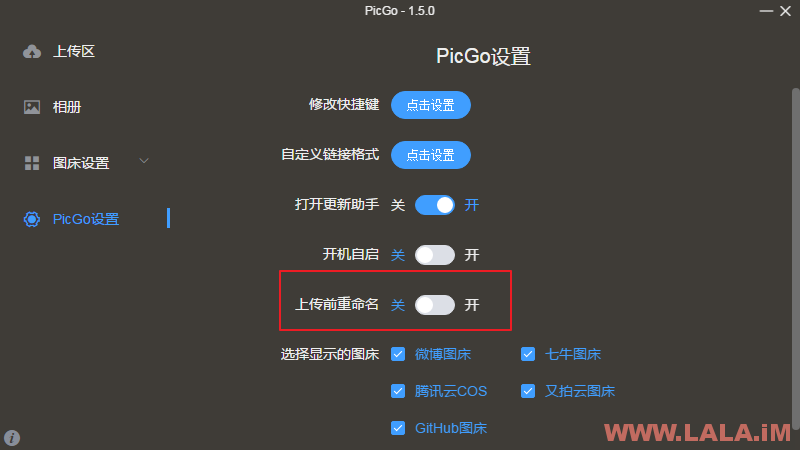 PicGo - 1.5.0
上传区
相册
图床设置
PicGo设置
PicGo设置
修改快捷键 点击设置
自定义链接格式 点击设置
打开更新助手 关 开
开机自启 关 开
上传前重命名 关 开
选择显示的图床 微博图床 七牛图床
腾讯云COS 又拍云图床
GitHub图床
WWW.LALA.iM